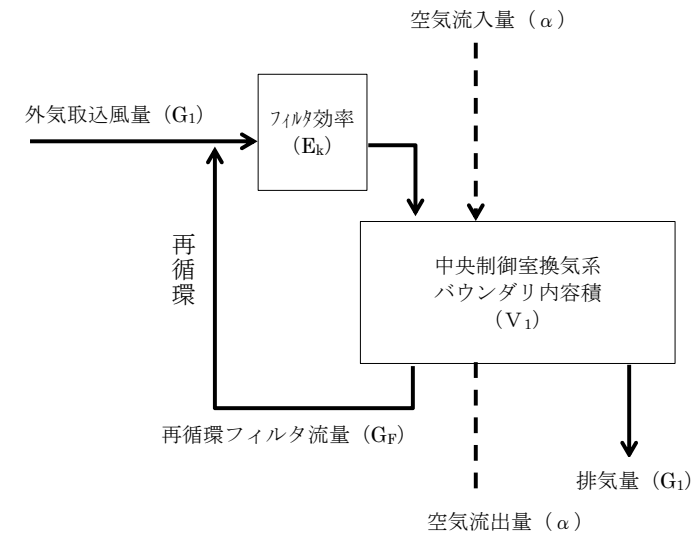 空気流入量（α）
外気取込風量（G₁）
ﾌｨﾙﾀ効率
（Eₖ）
再循環
中央制御室換気系
バウンダリ内容積
（Ｖ₁）
再循環フィルタ流量（G_F）
排気量（G₁）
空気流出量（α）